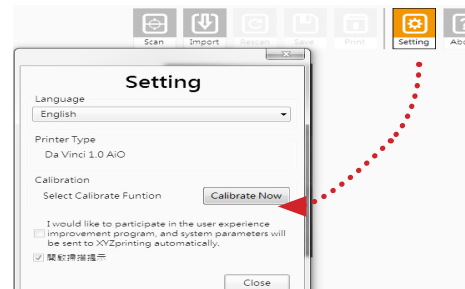 Scan Import Rescan Save Print Setting Abo
Setting
Language
English
Printer Type
Da Vinci 1.0 AiO
Calibration
Select Calibrate Funtion Calibrate Now
I would like to participate in the user experience
improvement program, and system parameters will
be sent to XYZprinting automatically.
開啟掃描提示
Close